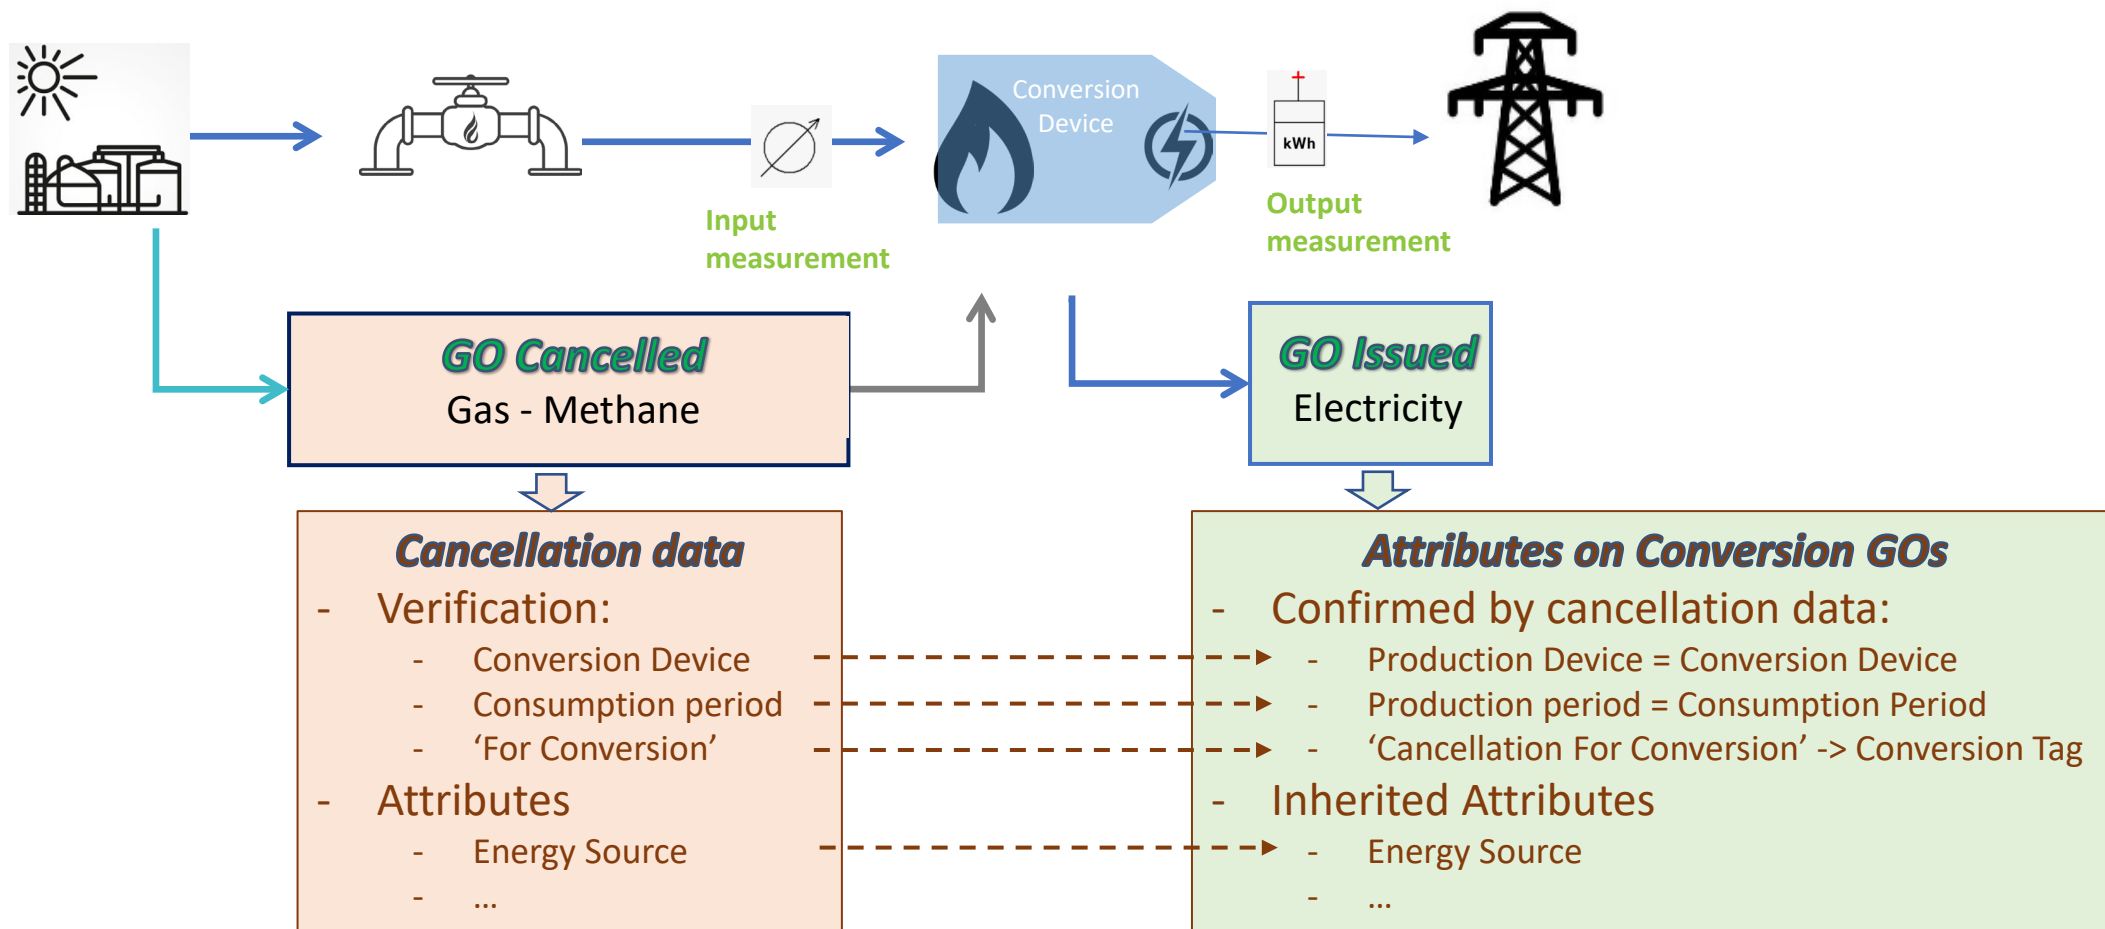 Conversion
Device
kWh
Input
measurement
Output
measurement
GO Cancelled
Gas - Methane
GO Issued
Electricity
Cancellation data
- Verification:
- Conversion Device
- Consumption period
- ‘For Conversion’
- Attributes
- Energy Source
- ...
Attributes on Conversion GOs
- Confirmed by cancellation data:
- Production Device = Conversion Device
- Production period = Consumption Period
- ‘Cancellation For Conversion’ -> Conversion Tag
- Inherited Attributes
- Energy Source
- ...